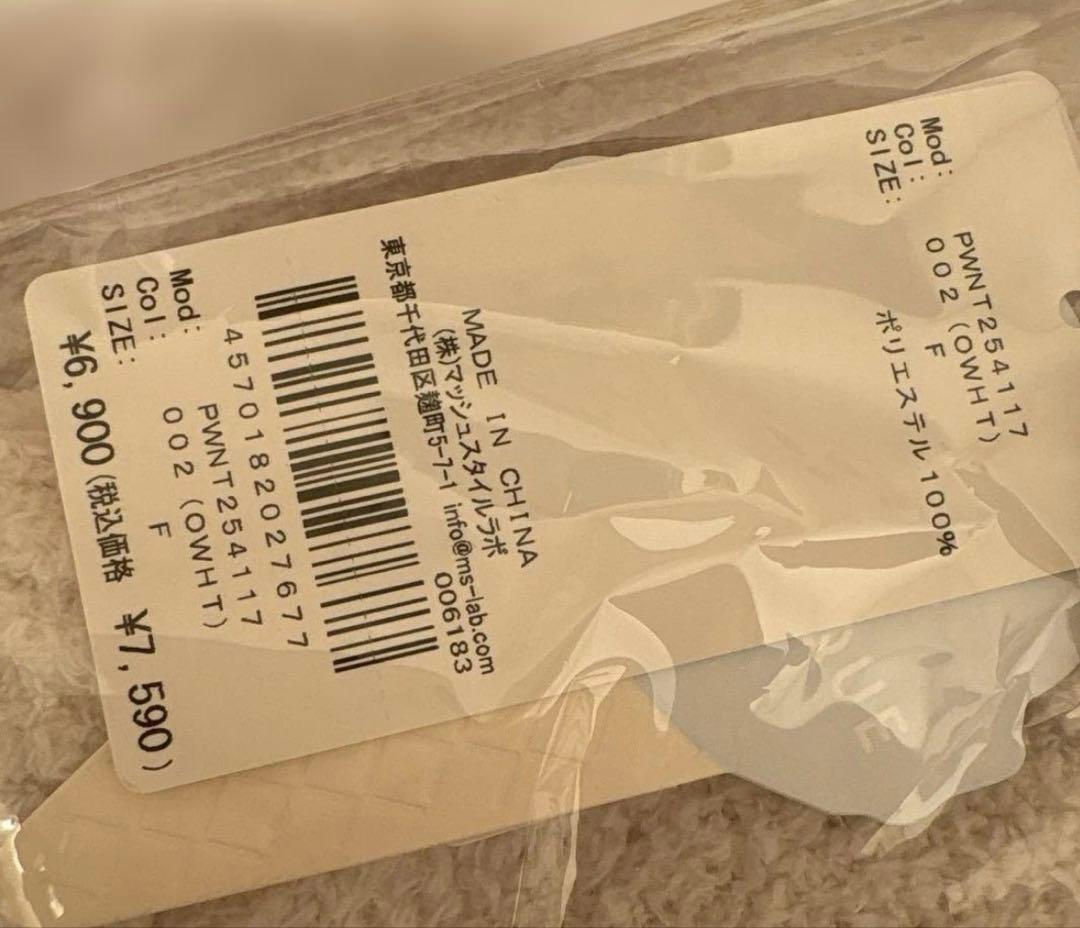 Mod: PWNT254117
Col: 002 (OWHT)
SIZE: F
ポリエステル 100%
MADE IN CHINA
(株)マッシュスタイルラボ
東京都千代田区麹町5-7-1 info@ms-lab.com
006183
4570182027677
Mod: PWNT254117
Col: 002 (OWHT)
SIZE: F
¥6,900 (税込価格 ¥7,590)